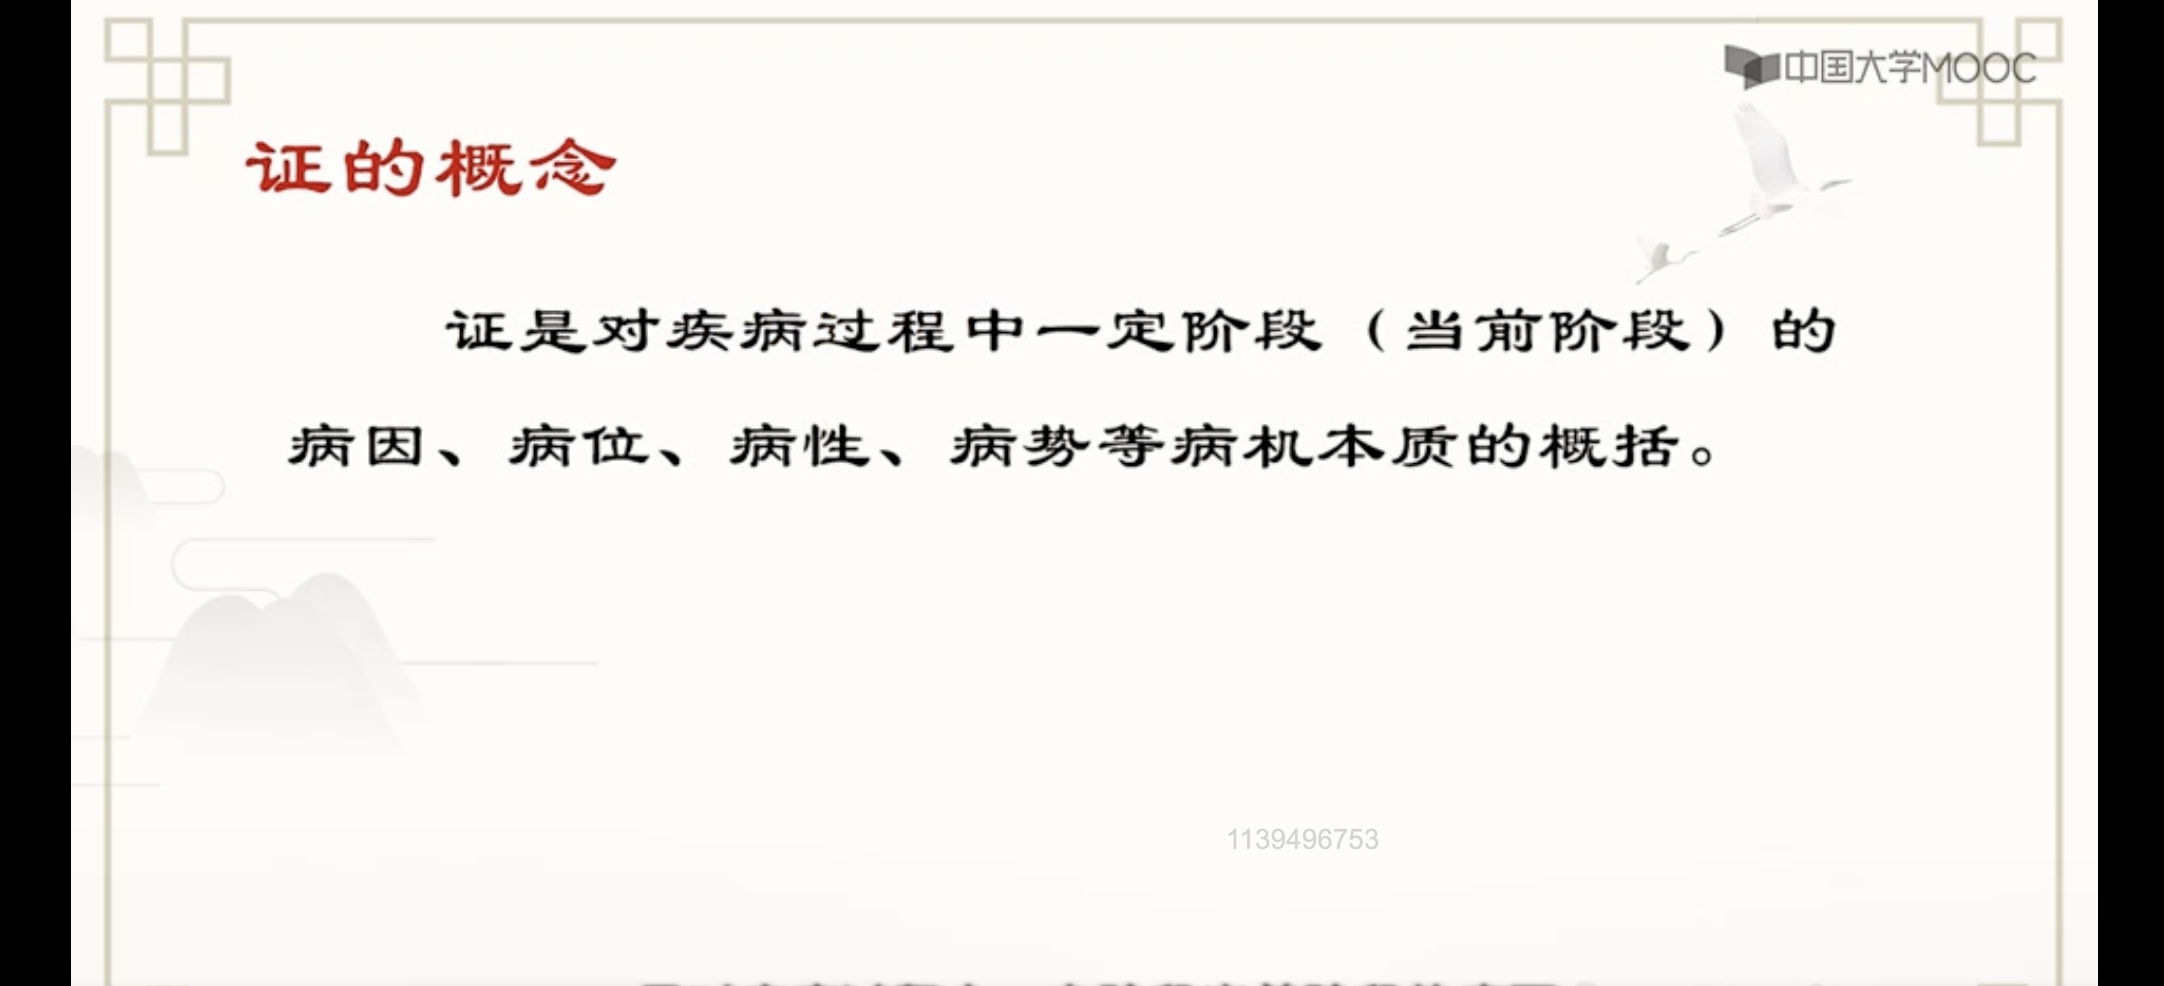 中国大学MOOC
证的概念
证是对疾病过程中一定阶段（当前阶段）的
病因、病位、病性、病势等病机本质的概括。
1139496753